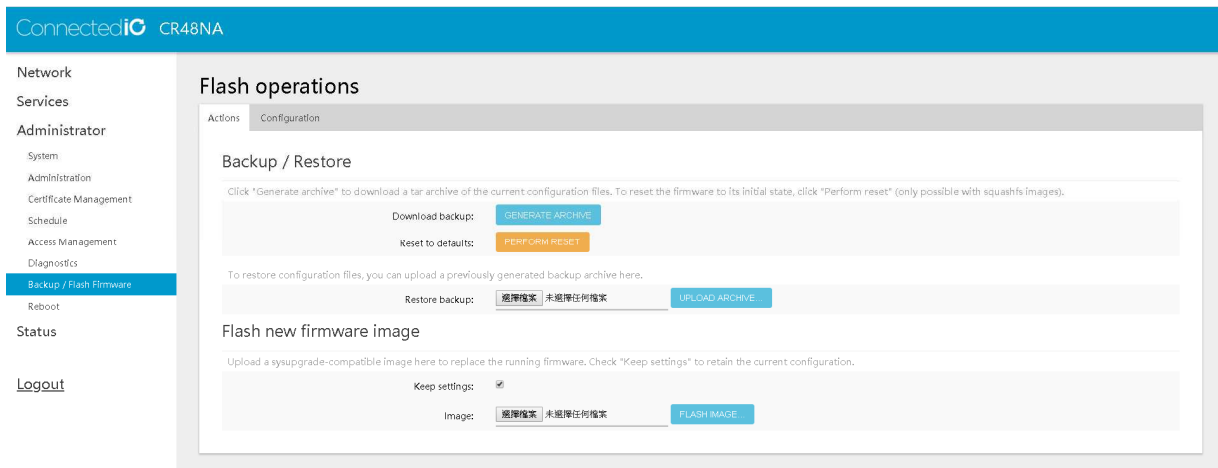 ConnectediO CR48NA
Network
Services
Administrator
System
Administration
Certificate Management
Schedule
Access Management
Diagnostics
Backup / Flash Firmware
Reboot
Status
Logout
Flash operations
Actions Configuration
Backup / Restore
Click "Generate archive" to download a tar archive of the current configuration files. To reset the firmware to its initial state, click "Perform reset" (only possible with squashfs images).
Download backup: GENERATE ARCHIVE
Reset to defaults: PERFORM RESET
To restore configuration files, you can upload a previously generated backup archive here.
Restore backup: 選擇檔案 未選擇任何檔案 UPLOAD ARCHIVE...
Flash new firmware image
Upload a sysupgrade-compatible image here to replace the running firmware. Check "Keep settings" to retain the current configuration.
Keep settings:
Image: 選擇檔案 未選擇任何檔案 FLASH IMAGE...